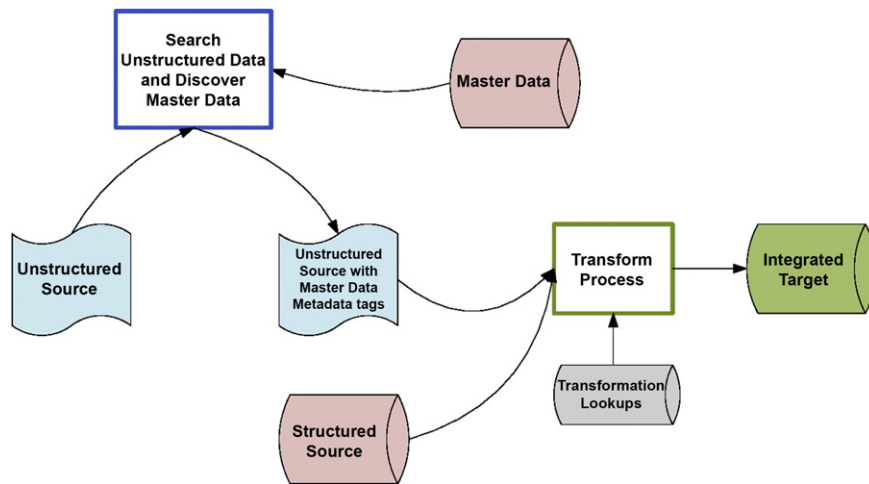 Search
Unstructured Data
and Discover
Master Data
Master Data
Unstructured
Source
Unstructured
Source with
Master Data
Metadata tags
Transform
Process
Integrated
Target
Transformation
Lookups
Structured
Source